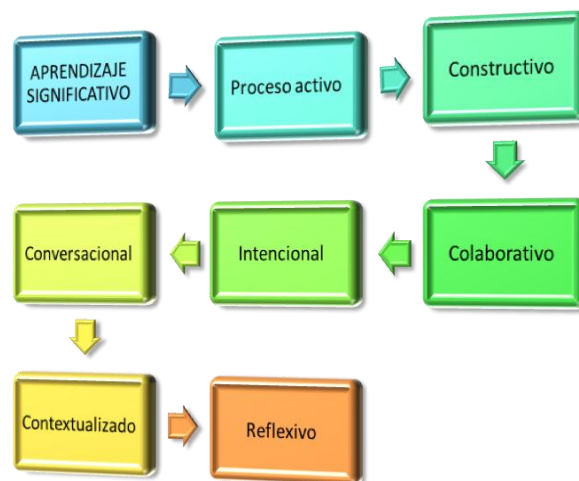 APRENDIZAJE
SIGNIFICATIVO
Proceso activo
Constructivo
Colaborativo
Intencional
Conversacional
Contextualizado
Reflexivo